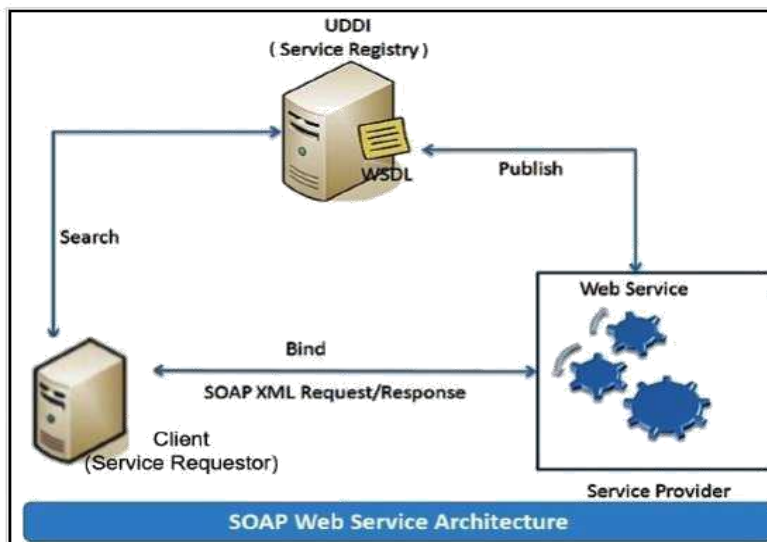 UDDI
( Service Registry )
WSDL
Publish
Search
Web Service
Bind
SOAP XML Request/Response
Client
(Service Requestor)
Service Provider
SOAP Web Service Architecture